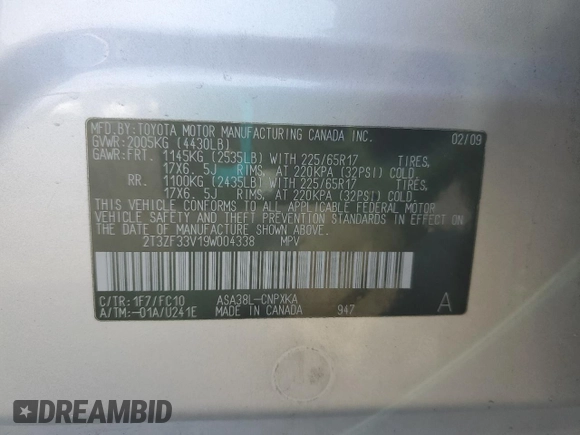 MFD.BY:TOYOTA MOTOR MANUFACTURING CANADA INC. 02/09
GVWR:2005KG (4430LB)
GAWR:FRT. 1145KG (2535LB) WITH 225/65R17 TIRES,
17X6. 5J RIMS, AT 220KPA (32PSI) COLD.
RR. 1100KG (2435LB) WITH 225/65R17 TIRES,
17X6. 5J RIMS, AT 220KPA (32PSI) COLD.
THIS VEHICLE CONFORMS TO ALL APPLICABLE FEDERAL MOTOR
VEHICLE SAFETY AND THEFT PREVENTION STANDARDS IN EFFECT ON
THE DATE OF MANUFACTURE SHOWN ABOVE.
2T3ZF33V19W004338 MPV
C/TR:1F7/FC10 ASA38L-CNPXKA A
A/TM:-01A/U241E MADE IN CANADA 947
DREAMBID